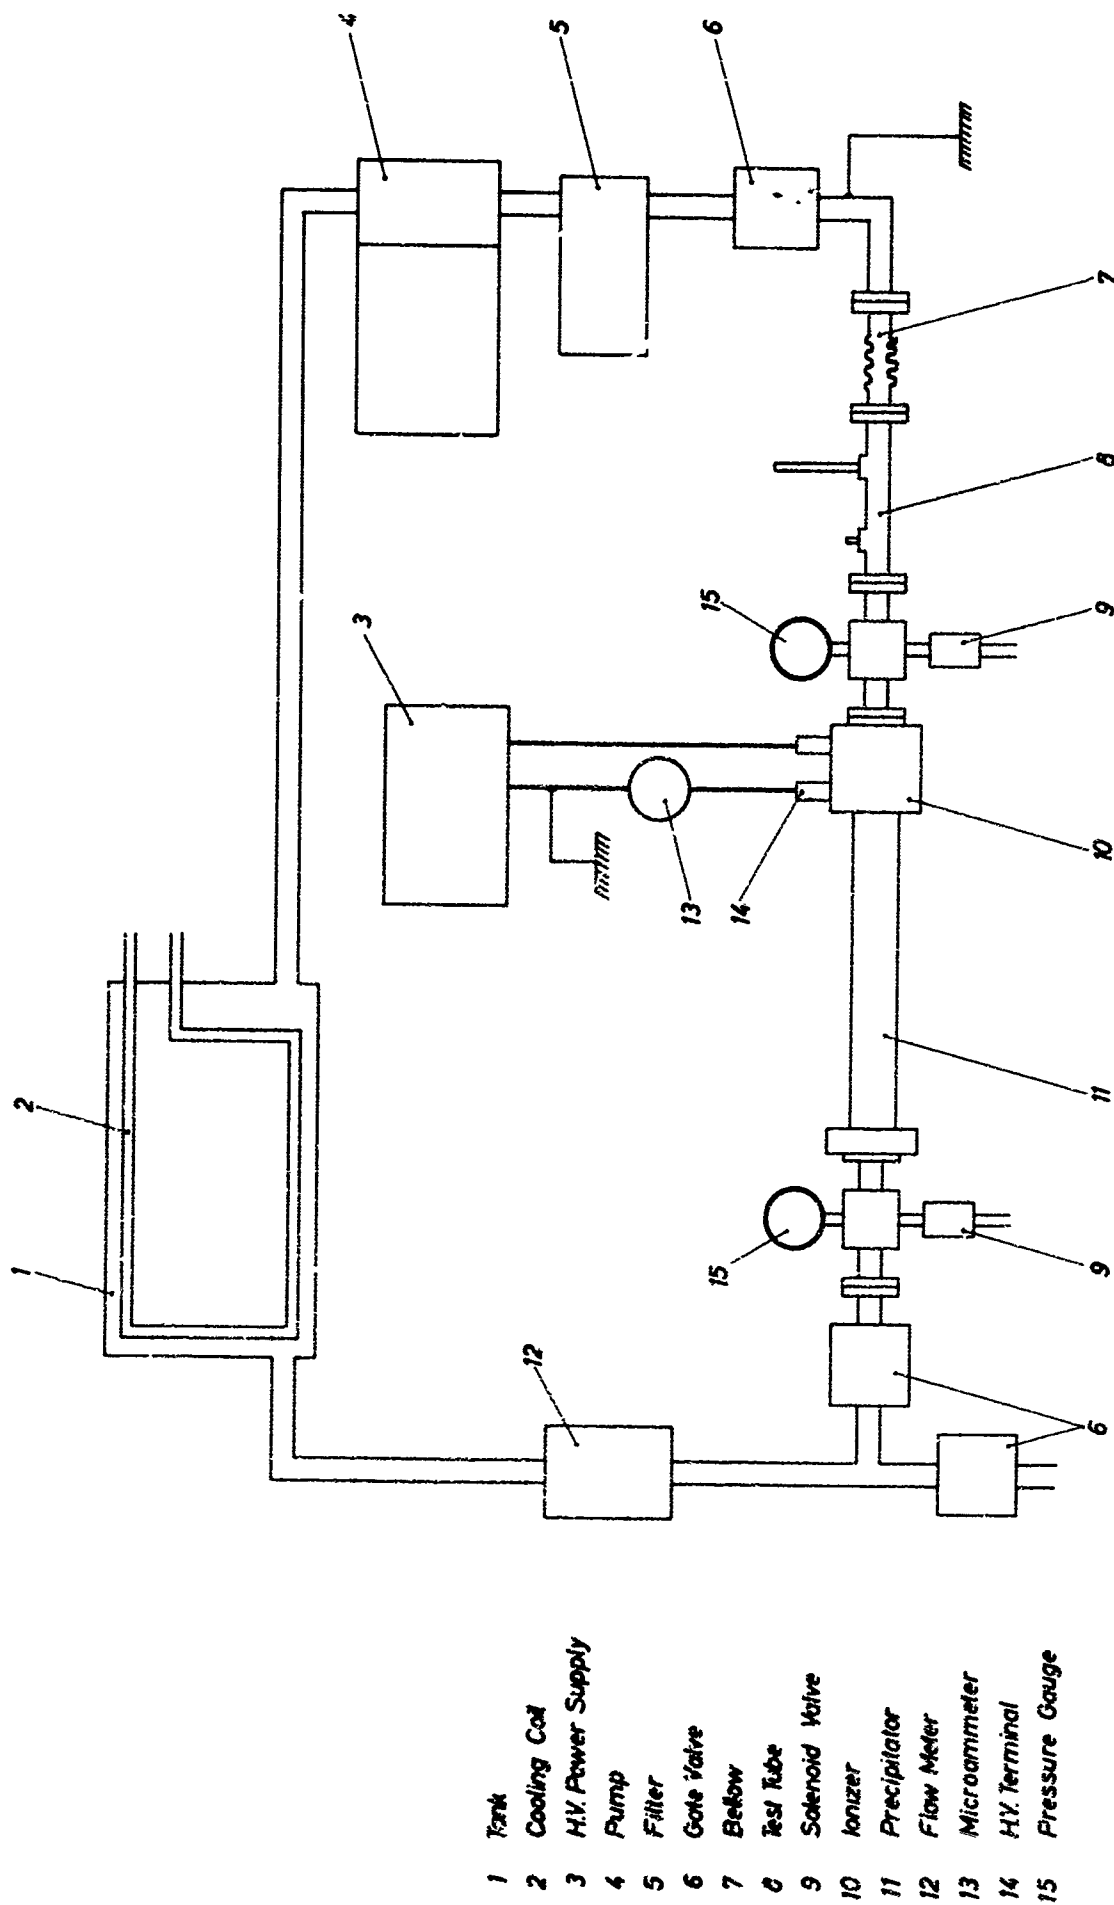 1 Tank
2 Cooling Coil
3 H.V. Power Supply
4 Pump
5 Filter
6 Gate Valve
7 Bellow
8 Test Tube
9 Solenoid Valve
10 Ionizer
11 Precipitator
12 Flow Meter
13 Microammeter
14 H.V. Terminal
15 Pressure Gauge
1
2
4
3
12
5
15
13
14
15
6
6
9
11
10
9
8
7